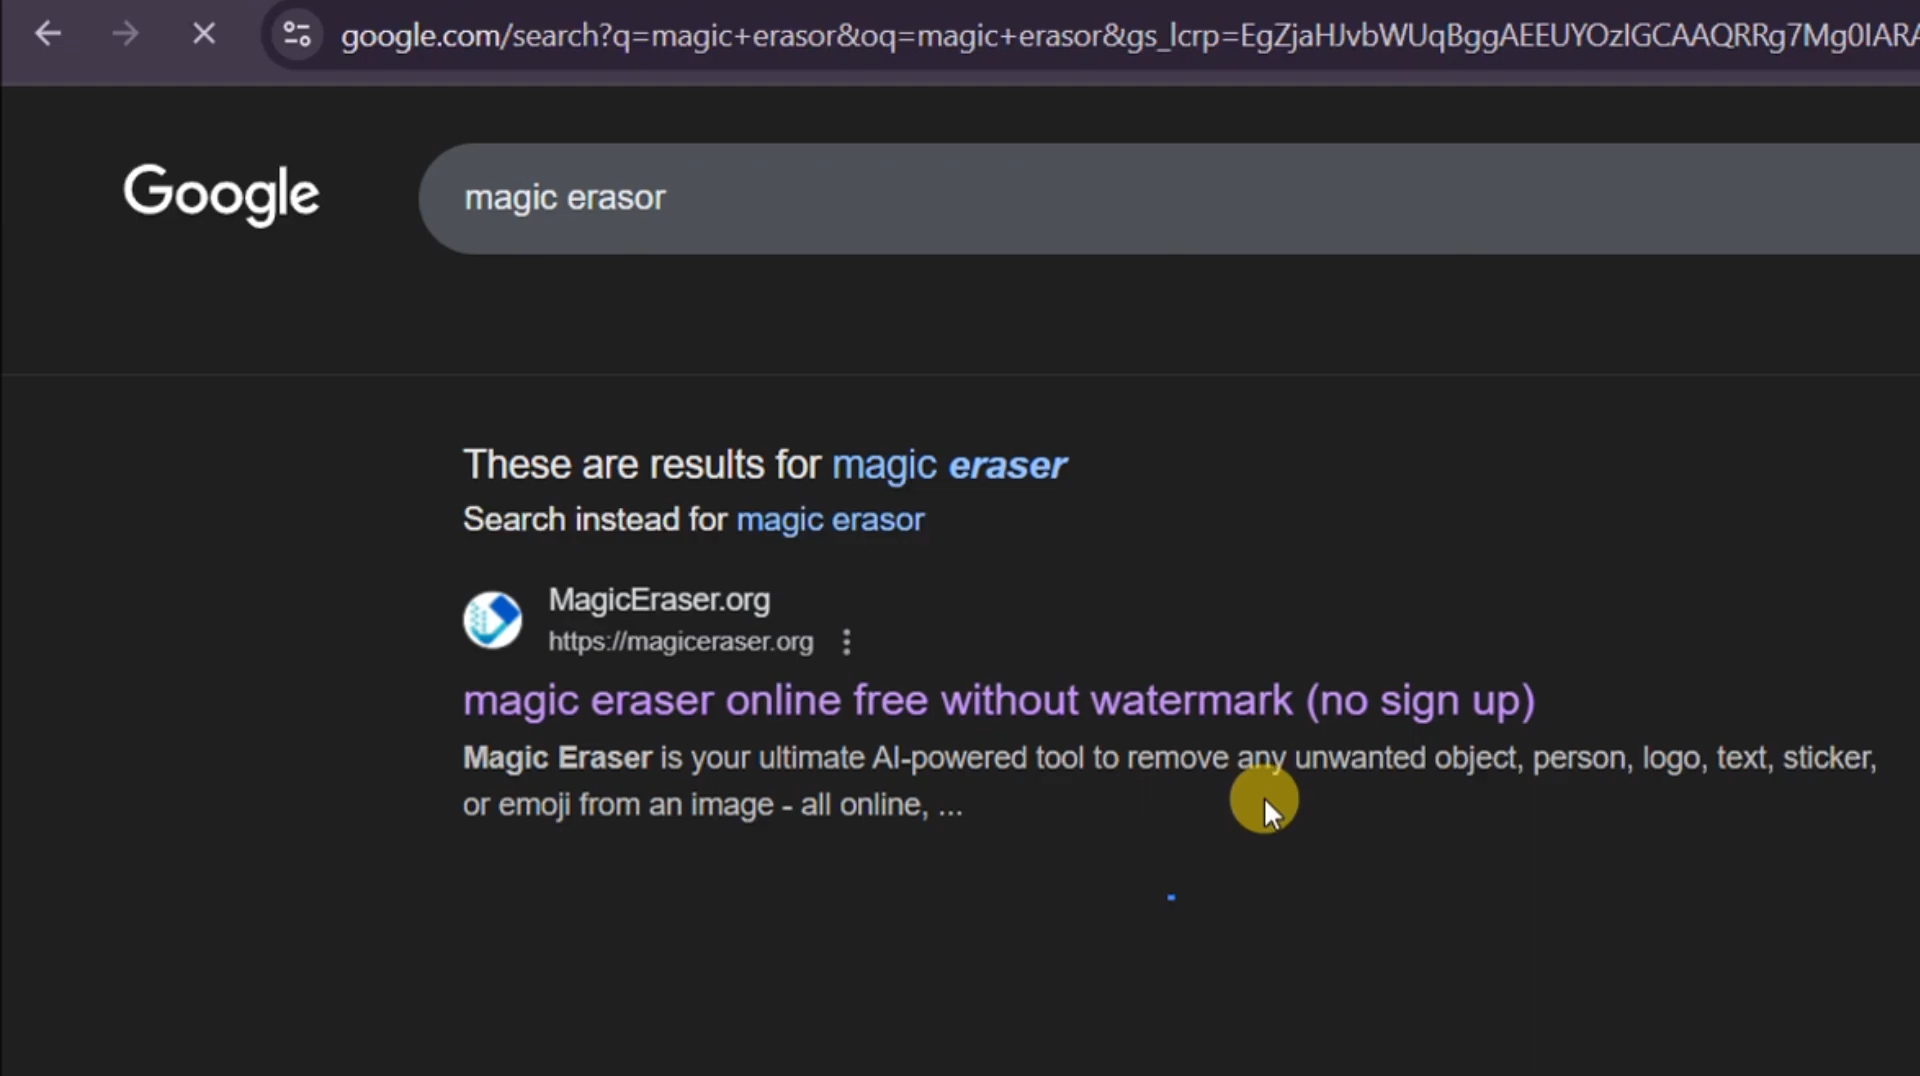 google.com/search?q=magic+erasor&oq=magic+erasor&gs_lcrp=EgZjaHJvbWUqBggAEEUYOzIGCAAQRRg7Mg0IARA
Google
magic erasor
These are results for magic eraser
Search instead for magic erasor
MagicEraser.org
https://magiceraser.org
magic eraser online free without watermark (no sign up)
Magic Eraser is your ultimate AI-powered tool to remove any unwanted object, person, logo, text, sticker,
or emoji from an image - all online, ...